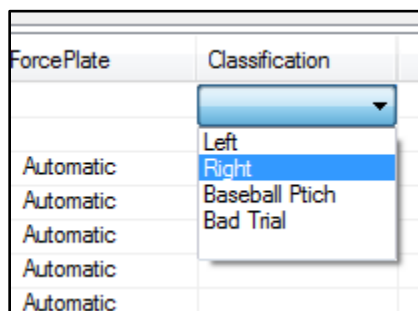 ForcePlate Classification
Left
Automatic Right
Automatic Baseball Ptich
Automatic Bad Trial
Automatic
Automatic